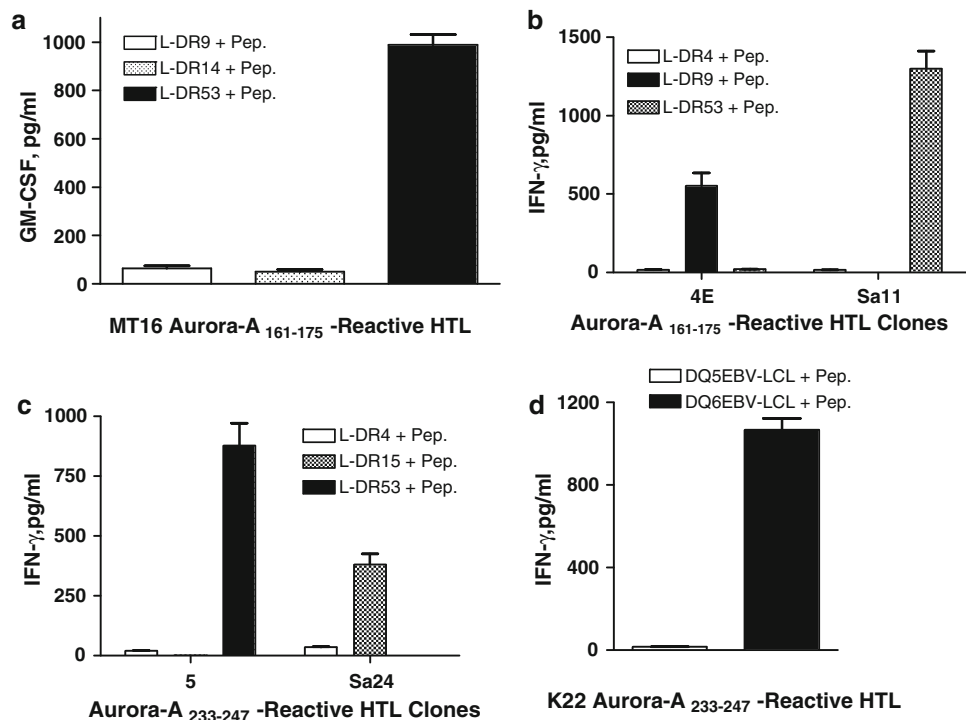 a
L-DR9 + Pep.
L-DR14 + Pep.
L-DR53 + Pep.
GM-CSF, pg/ml
1000
800
600
400
200
0
MT16 Aurora-A 161-175 -Reactive HTL
b
L-DR4 + Pep.
L-DR9 + Pep.
L-DR53 + Pep.
IFN-γ,pg/ml
1500
1000
500
0
4E Sa11
Aurora-A 161-175 -Reactive HTL Clones
c
L-DR4 + Pep.
L-DR15 + Pep.
L-DR53 + Pep.
IFN-γ,pg/ml
1000
750
500
250
0
5 Sa24
Aurora-A 233-247 -Reactive HTL Clones
d
DQ5EBV-LCL + Pep.
DQ6EBV-LCL + Pep.
IFN-γ,pg/ml
1200
800
400
0
K22 Aurora-A 233-247 -Reactive HTL